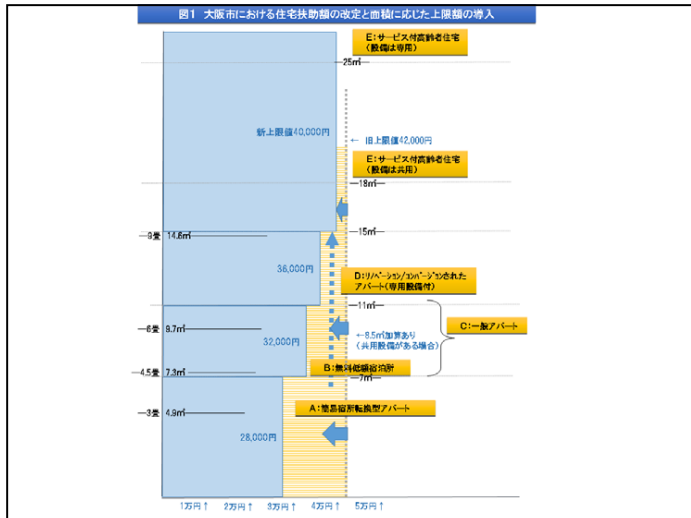 図1 大阪市における住宅扶助額の改定と面積に応じた上限額の導入
E:サービス付高齢者住宅
(設備は専用)
25㎡
新上限値40,000円
← 旧上限値42,000円
E:サービス付高齢者住宅
(設備は共用)
18㎡
9畳 14.6㎡
15㎡
36,000円
D:リノベーション/コンバージョンされた
アパート(専用設備付)
11㎡
6畳 9.7㎡
32,000円
←8.5㎡加算あり
(共用設備がある場合)
C:一般アパート
B:無料低額宿泊所
4.5畳 7.3㎡
7㎡
A:簡易宿所転換型アパート
3畳 4.9㎡
28,000円
1万円↑ 2万円↑ 3万円↑ 4万円↑ 5万円↑